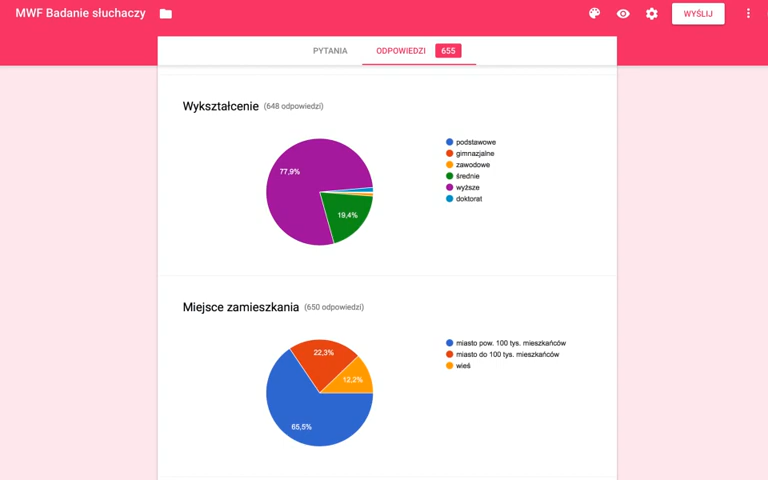 MWF Badanie słuchaczy
WYŚLIJ
PYTANIA ODPOWIEDZI 655
Wykształcenie (648 odpowiedzi)
77,9%
19,4%
podstawowe
gimnazjalne
zawodowe
średnie
wyższe
doktorat
Miejsce zamieszkania (650 odpowiedzi)
22,3%
12,2%
65,5%
miasto pow. 100 tys. mieszkańców
miasto do 100 tys. mieszkańców
wieś